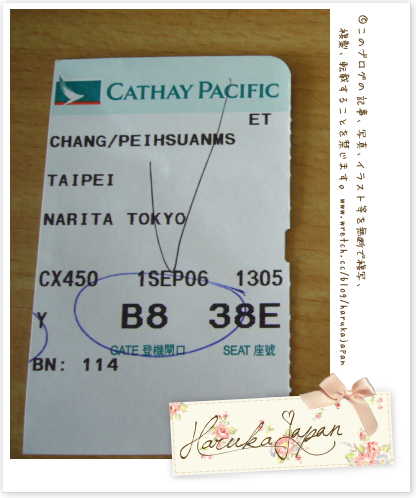 CATHAY PACIFIC
ET
CHANG/PEIHSUANMS
TAIPEI
NARITA TOKYO
CX450 1SEP06 1305
Y B8 38E
GATE 登機閘口 SEAT 座號
BN: 114
©このブログの記事、写真、イラスト等を無断で複写、
複製、転載することを禁じます。www.wretch.cc/blog/harukajapan
Haruka Japan